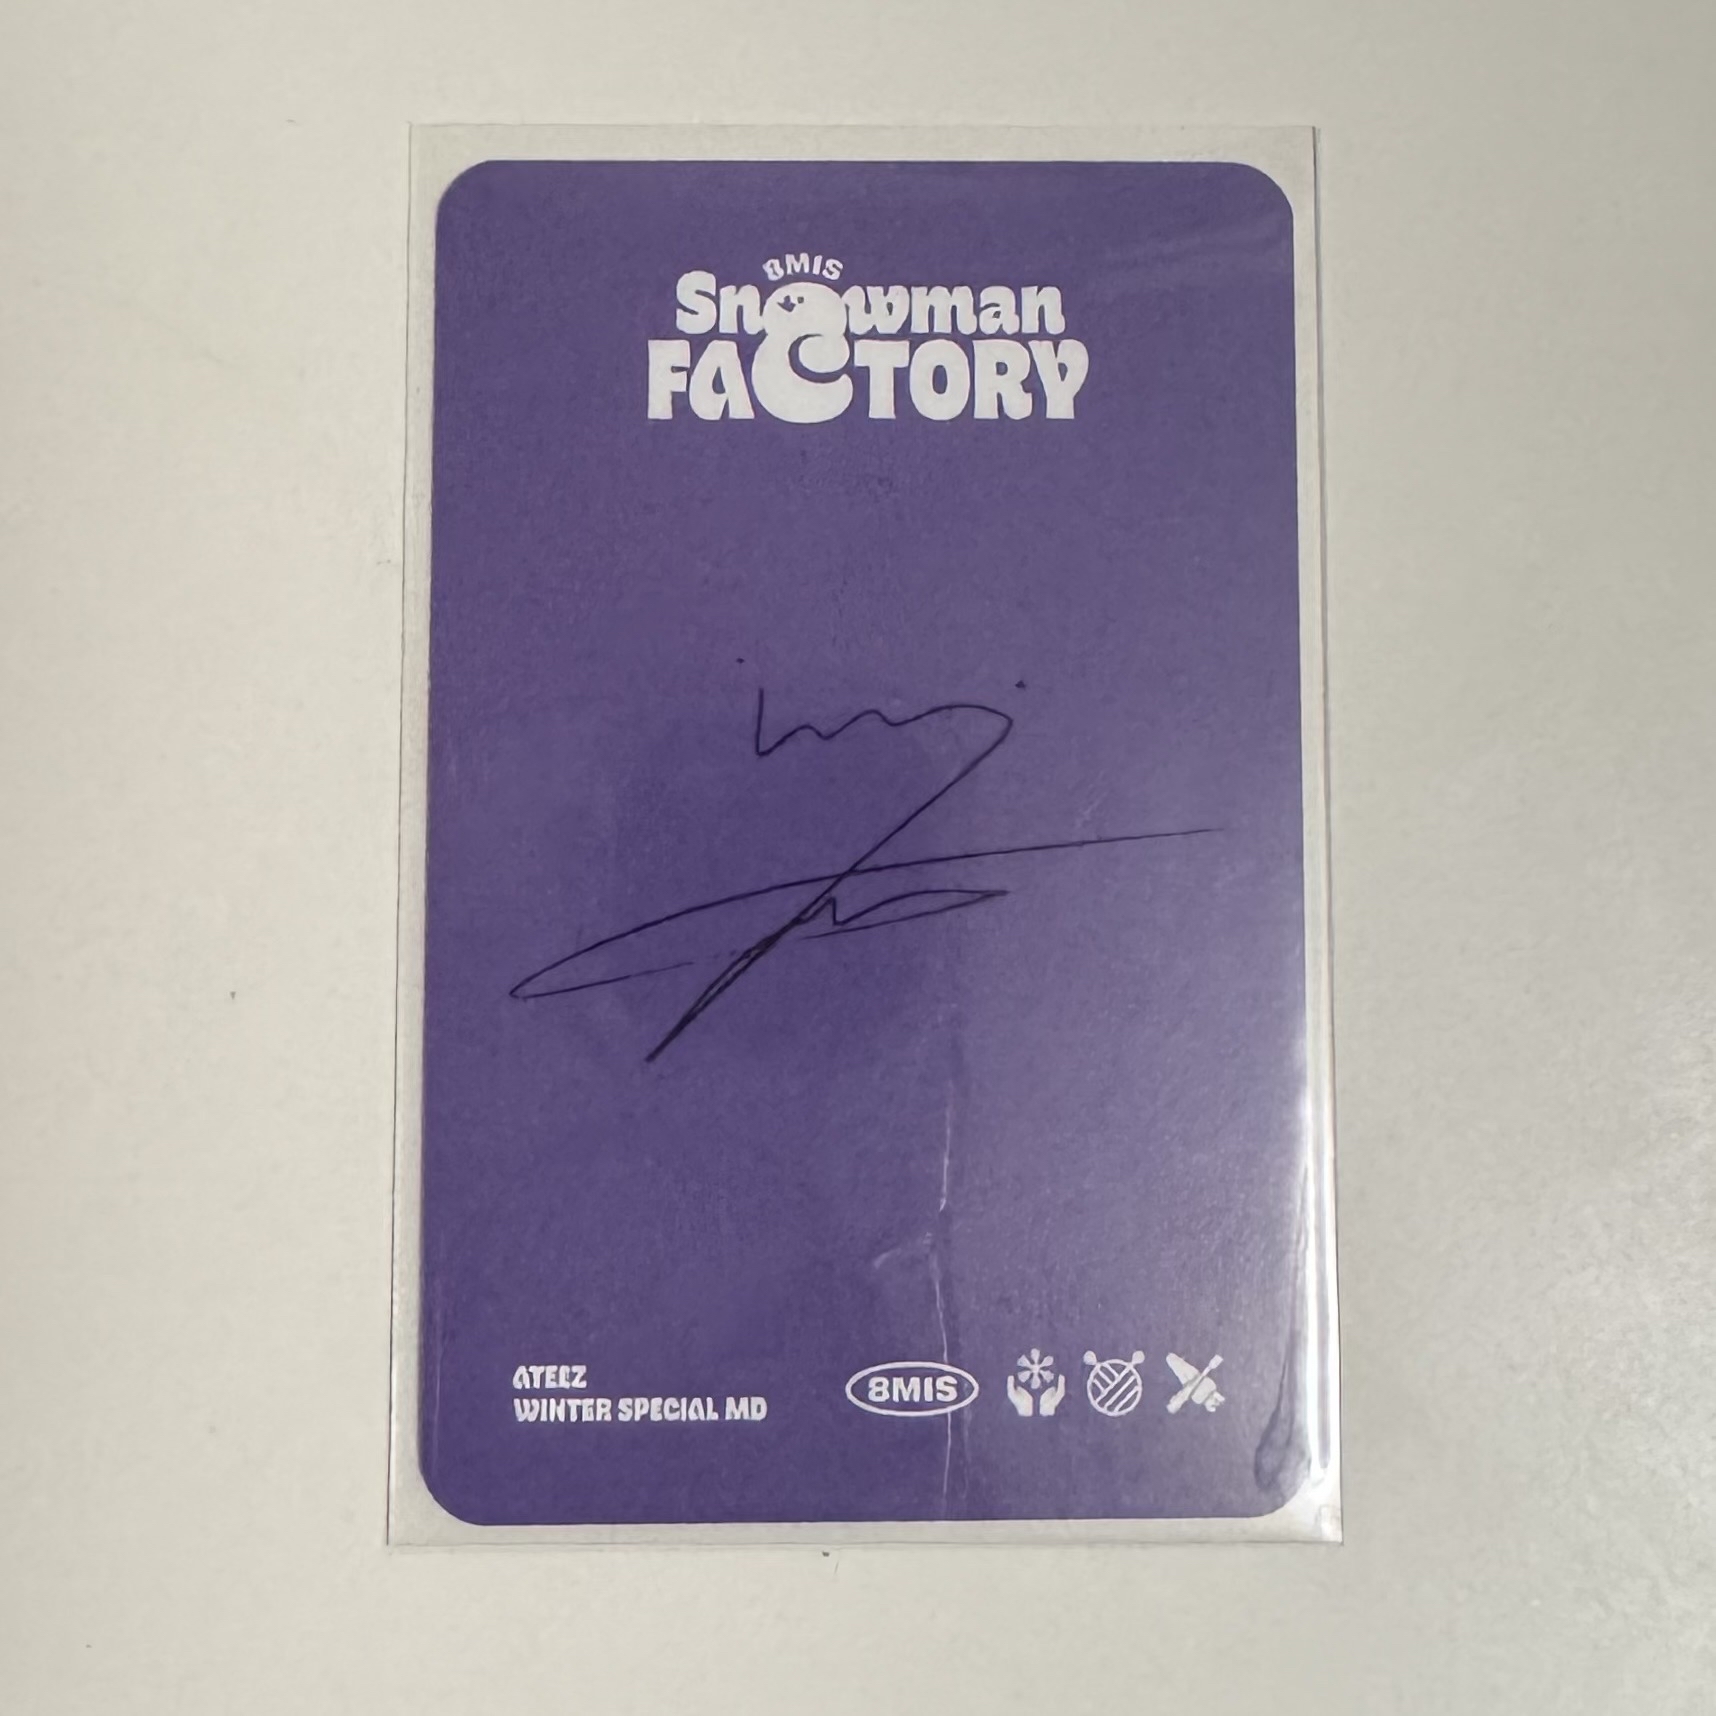 8MIS
Snowman
FACTORY
ATEEZ
WINTER SPECIAL MD
8MIS